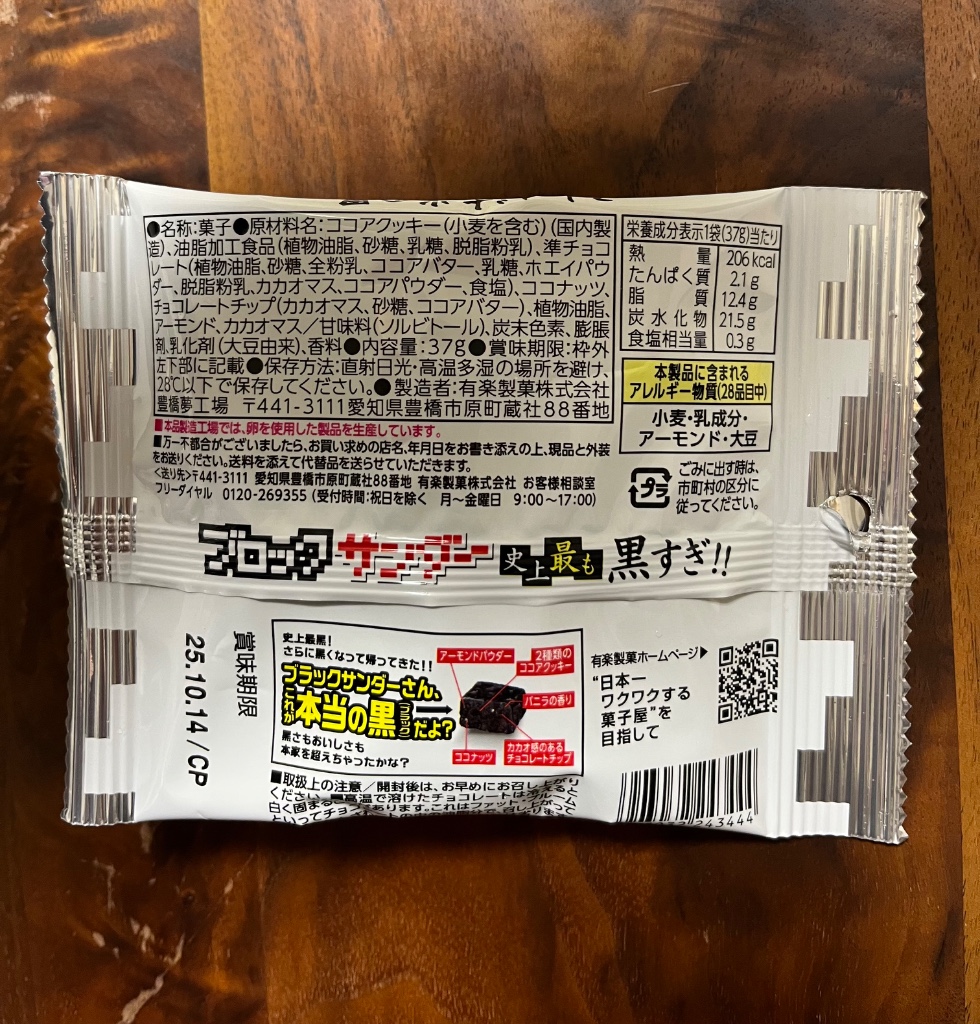 ●名称:菓子●原材料名:ココアクッキー(小麦を含む)(国内製
造)、油脂加工食品(植物油脂、砂糖、乳糖、脱脂粉乳)、準チョコ
レート(植物油脂、砂糖、全粉乳、ココアバター、乳糖、ホエイパウ
ダー、脱脂粉乳、カカオマス、ココアパウダー、食塩)、ココナッツ、
チョコレートチップ(カカオマス、砂糖、ココアバター)、植物油脂、
アーモンド、カカオマス/甘味料(ソルビトール)、炭末色素、膨脹
剤、乳化剤(大豆由来)、香料●内容量:37g●賞味期限:枠外
左下部に記載●保存方法:直射日光・高温多湿の場所を避け、
28℃以下で保存してください。●製造者:有楽製菓株式会社
豊橋夢工場 〒441-3111愛知県豊橋市原町蔵社88番地
栄養成分表示1袋(37g)当たり
熱量 206kcal
たんぱく質 2.1g
脂質 12.4g
炭水化物 21.5g
食塩相当量 0.3g
本製品に含まれる
アレルギー物質(28品目中)
小麦・乳成分・
アーモンド・大豆
■本品製造工場では、卵を使用した製品を生産しています。
■万一不都合がございましたら、お買い求めの店名、年月日をお書き添えの上、現品と外装
をお送りください。送料を添えて代替品を送らせていただきます。
<送り先>〒441-3111 愛知県豊橋市原町蔵社88番地 有楽製菓株式会社 お客様相談室
フリーダイヤル 0120-269355(受付時間:祝日を除く 月~金曜日 9:00~17:00)
プラ
ごみに出す時は、
市町村の区分に
従ってください。
ブロックサンダー 史上最も黒すぎ!!
賞味期限
25.10.14/CP
史上最黒!
さらに黒くなって帰ってきた!!
ブラックサンダーさん、
これが本当の黒ブラックだよ?
黒さもおいしさも
本家を超えちゃったかな?
アーモンドパウダー
2種類の
ココアクッキー
バニラの香り
ココナッツ
カカオ感のある
チョコレートチップ
有楽製菓ホームページ▶
"日本一
ワクワクする
菓子屋"を
目指して
■取扱上の注意/開封後は、お早めにお召し上がり
ください。■高温で溶けたチョコレートは
白く固まる
243444